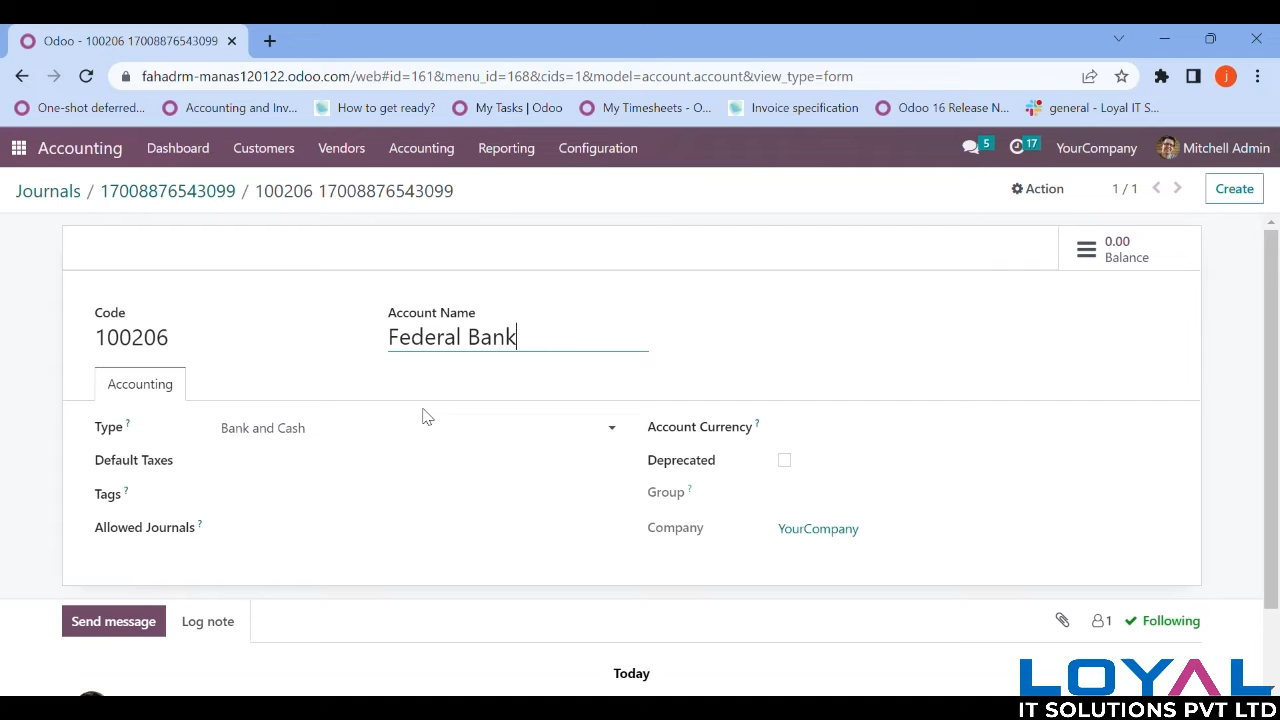 Odoo - 100206 17008876543099
fahadrm-manas120122.odoo.com/web#id=161&menu_id=168&cids=1&model=account.account&view_type=form
j
One-shot deferred... Accounting and Inv... How to get ready? My Tasks | Odoo My Timesheets - O... Invoice specification Odoo 16 Release N... general - Loyal IT S...
Accounting Dashboard Customers Vendors Accounting Reporting Configuration 5 17 YourCompany Mitchell Admin
Journals / 17008876543099 / 100206 17008876543099 Action 1 / 1 Create
0.00
Balance
Code Account Name
100206 Federal Bank
Accounting
Type ? Bank and Cash Account Currency ?
Default Taxes Deprecated
Tags ? Group ?
Allowed Journals ? Company YourCompany
Send message Log note 1 Following
Today
LOYAL
IT SOLUTIONS PVT LTD